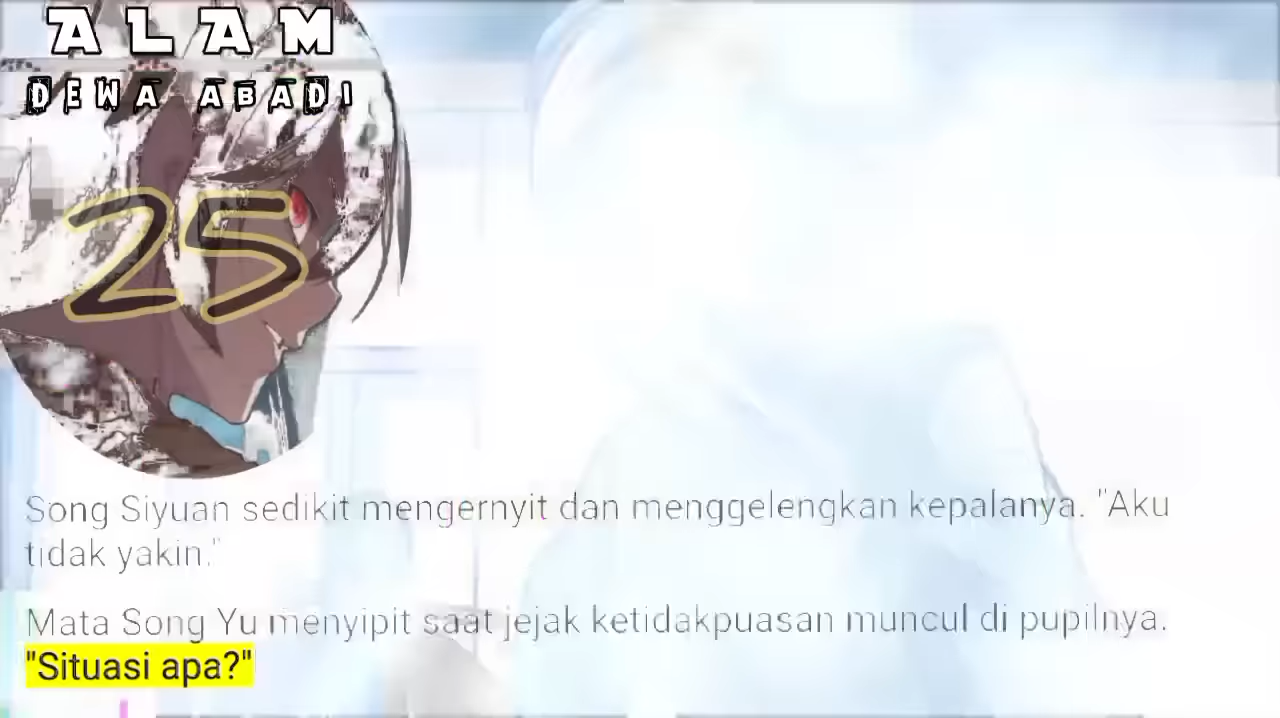 ALAM
DEWA ABADI
25
Song Siyuan sedikit mengernyit dan menggelengkan kepalanya. "Aku
tidak yakin."
Mata Song Yu menyipit saat jejak ketidakpuasan muncul di pupilnya.
"Situasi apa?"